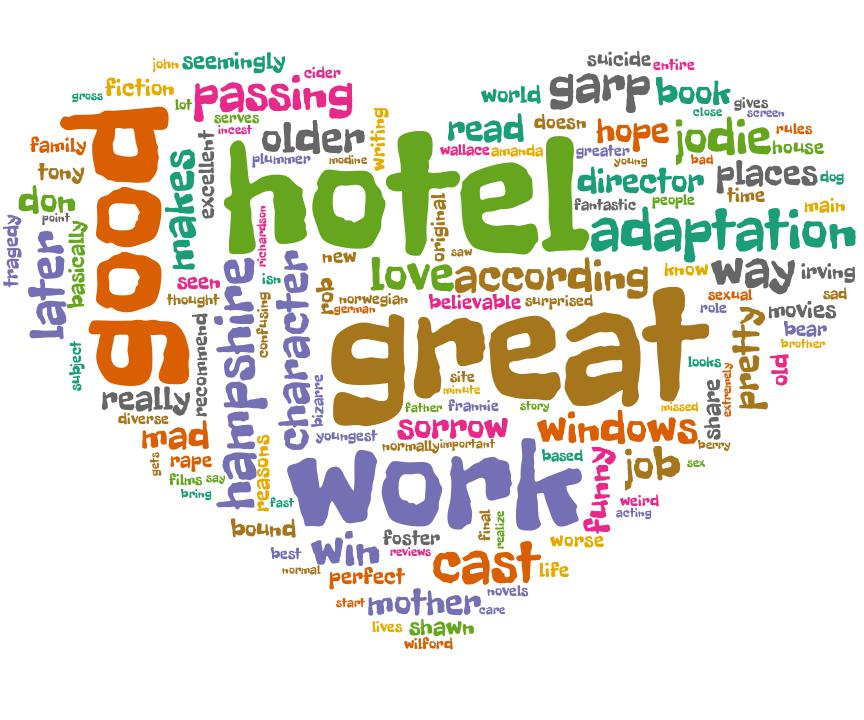 john seemingly
suicide entire
gross fiction lot passing cider
world garp book gives
close screen
serves incest older writing
read doesn hope jodie rules
house
good
family
tony
don
point
makes
excellent
plummer modine
hotel
wallace amanda greater young bad
director places dog
fantastic people time main
adaptation
tragedy
later
basically
richardson
original
saw
new
seen isn
thought
love according know way irving
rob norwegian believable surprised sexual sad
german
role movies
bear
brother
subject
recommend
hampshire
confusing
character
bizarre
great
pretty
old
looks
share
extremely
site
minute
really
diverse
father frannie story missed
mad
youngest sorrow windows
normally important berry
gets rape
reasons
work
based funny job sex
films say
bring
fast
weird
acting
bound
foster final realize worse
best win reviews
cast life
normal perfect
novels
start mother care
lives shawn
wilford